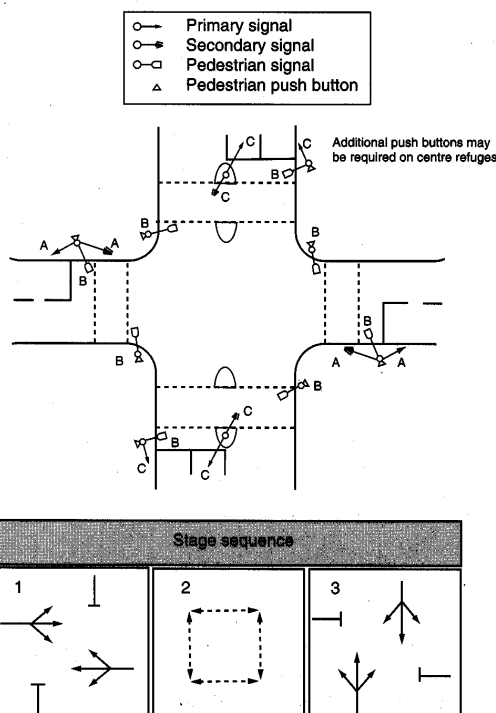 Primary signal
Secondary signal
Pedestrian signal
Pedestrian push button
Additional push buttons may
be required on centre refuges
C
C
B
C
B
B
A
A
B
B
B
A
A
B
C
B
C
C
B
Stage sequence
1
2
3